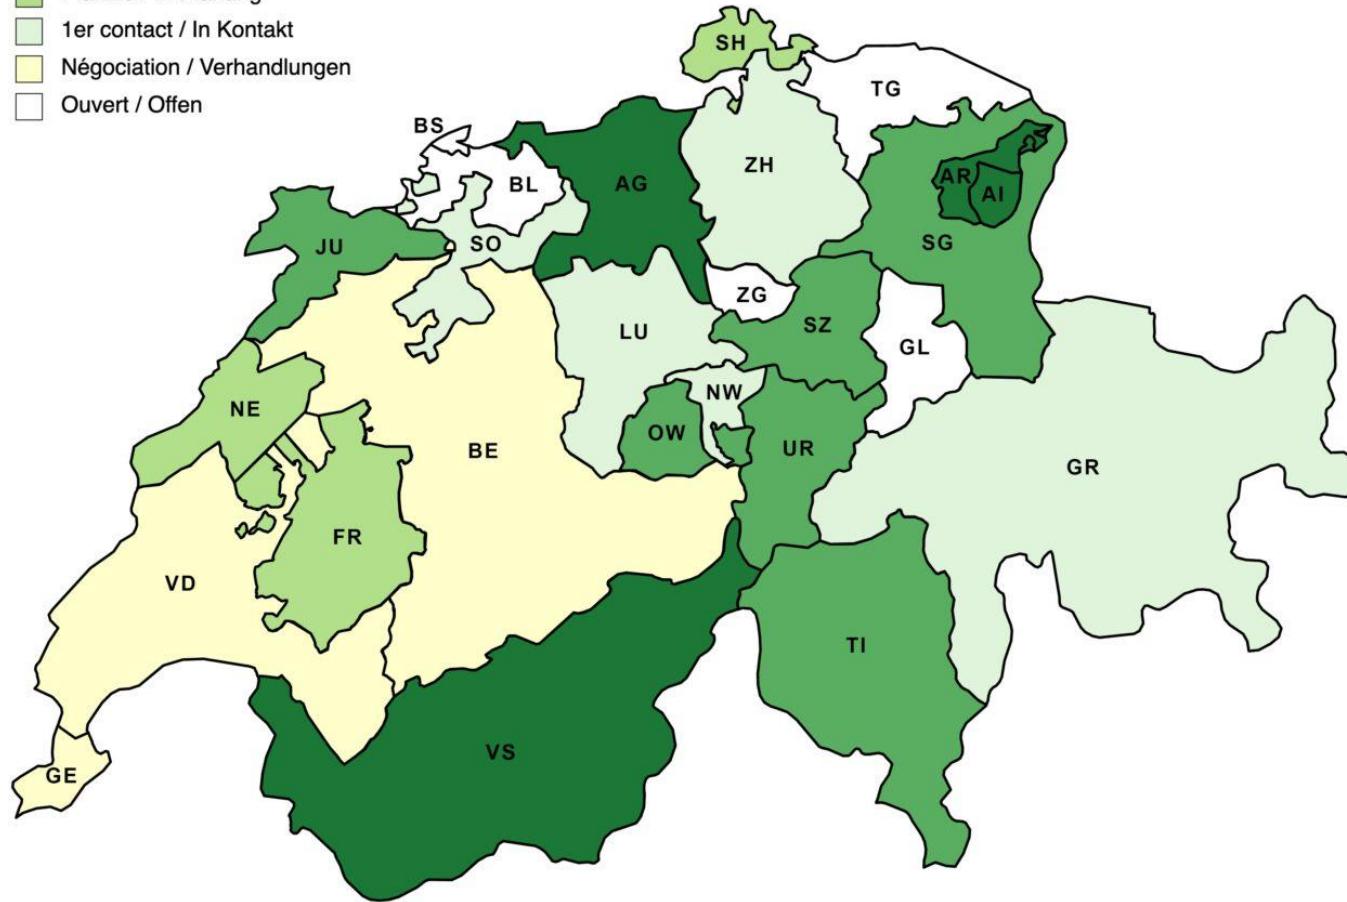 1er contact / In Kontakt
Négociation / Verhandlungen
Ouvert / Offen
SH
TG
BS
ZH
BL
AG
AR
AI
JU
SO
SG
ZG
SZ
LU
GL
NW
NE
OW
UR
BE
GR
FR
VD
TI
VS
GE